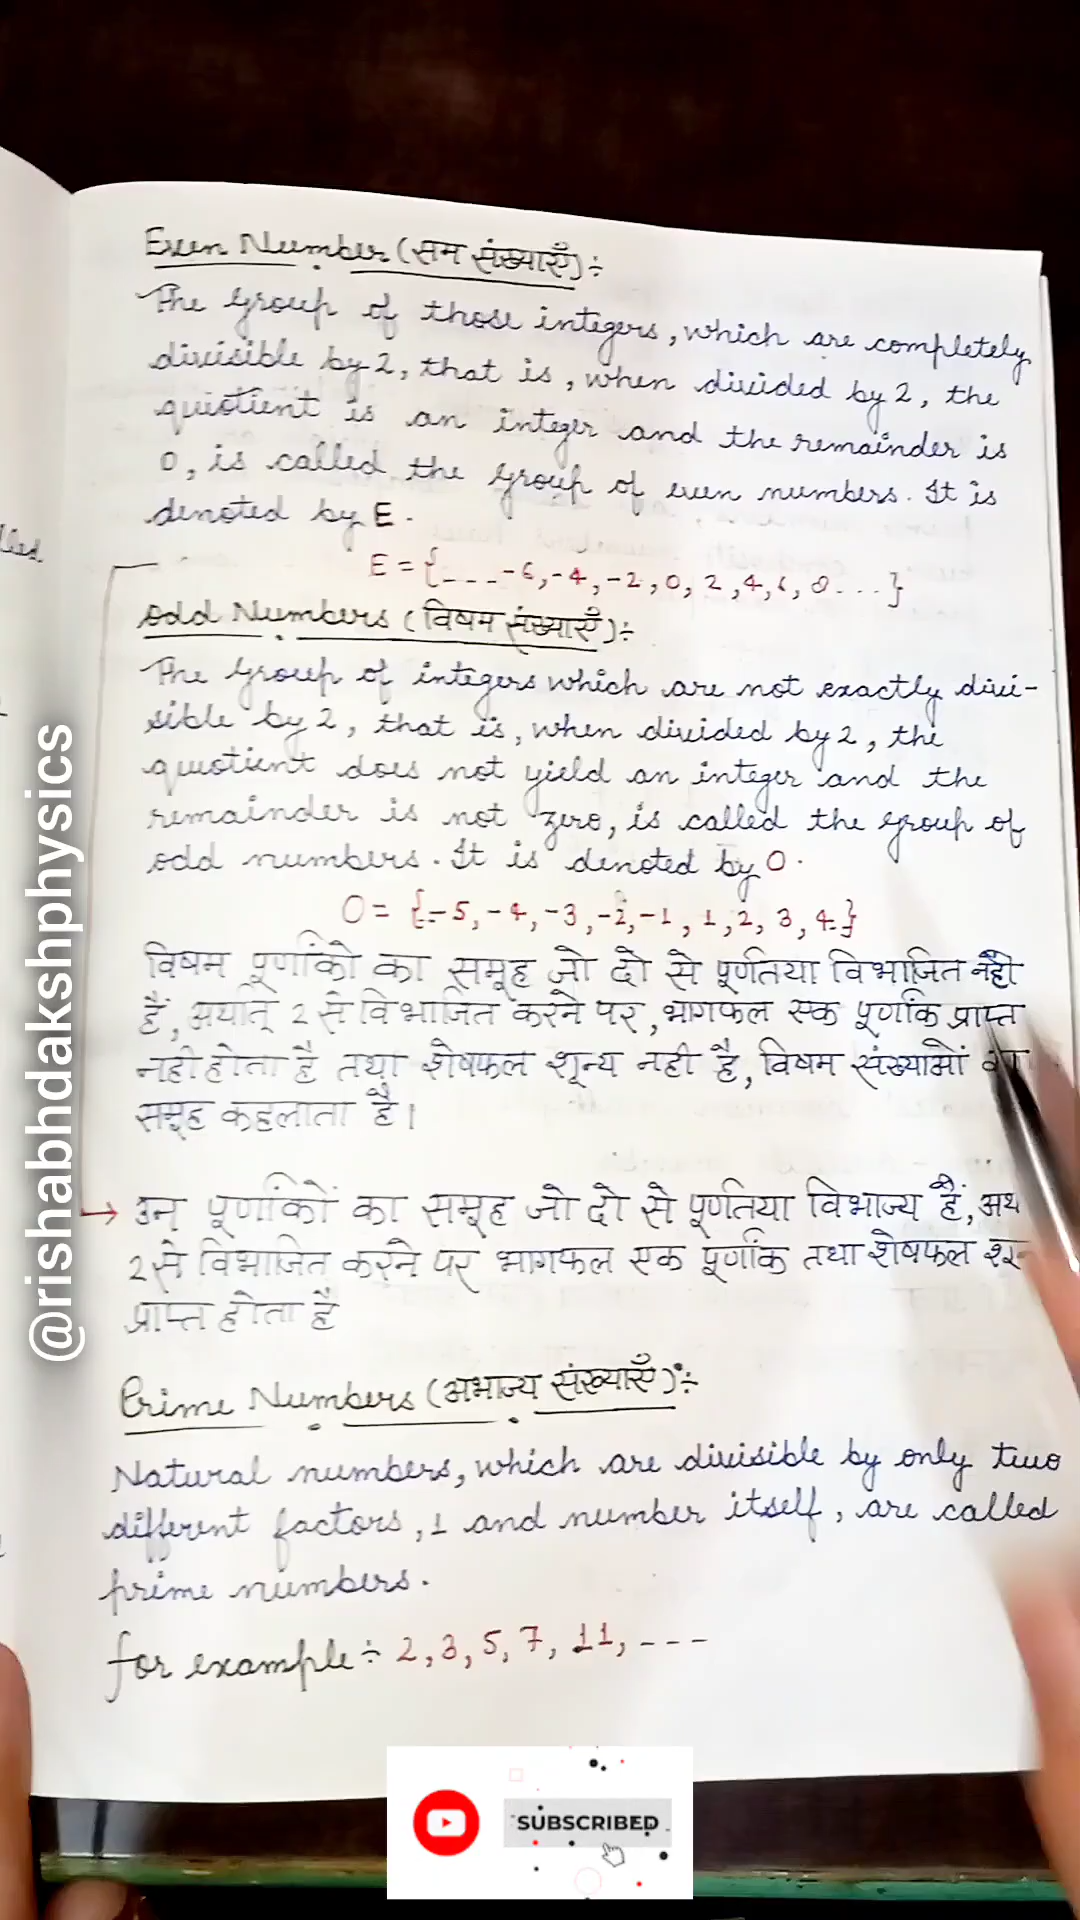 Even Number (सम संख्याएँ) ÷
The group of those integers, which are completely
divisible by 2, that is, when divided by 2, the
quotient is an integer and the remainder is
0, is called the group of even numbers. It is
denoted by E.
E = {---6, -4, -2, 0, 2, 4, 6, 8...}
Odd Numbers (विषम संख्याएँ) ÷
The group of integers which are not exactly divi-
sible by 2, that is, when divided by 2, the
quotient does not yield an integer and the
remainder is not zero, is called the group of
odd numbers. It is denoted by O.
O = {-5, -4, -3, -2, -1, 1, 2, 3, 4.}
विषम पूर्णांको का समूह जो दो से पूर्णतया विभाजित नही
हैं, अर्थात् 2 से विभाजित करने पर, भागफल एक पूर्णांक प्राप्त
नही होता है तथा शेषफल शून्य नही है, विषम संख्याओं
समूह कहलाता है।
→ उन पूर्णांकों का समूह जो दो से पूर्णतया विभाज्य हैं,
2 से विभाजित करने पर भागफल एक पूर्णांक तथा शेषफल
प्राप्त होता है
Prime Numbers (अभाज्य संख्याएँ) ÷
Natural numbers, which are divisible by only two
different factors, 1 and number itself, are called
prime numbers.
for example ÷ 2, 3, 5, 7, 11, ---
@rishabhdakshphysics
SUBSCRIBED